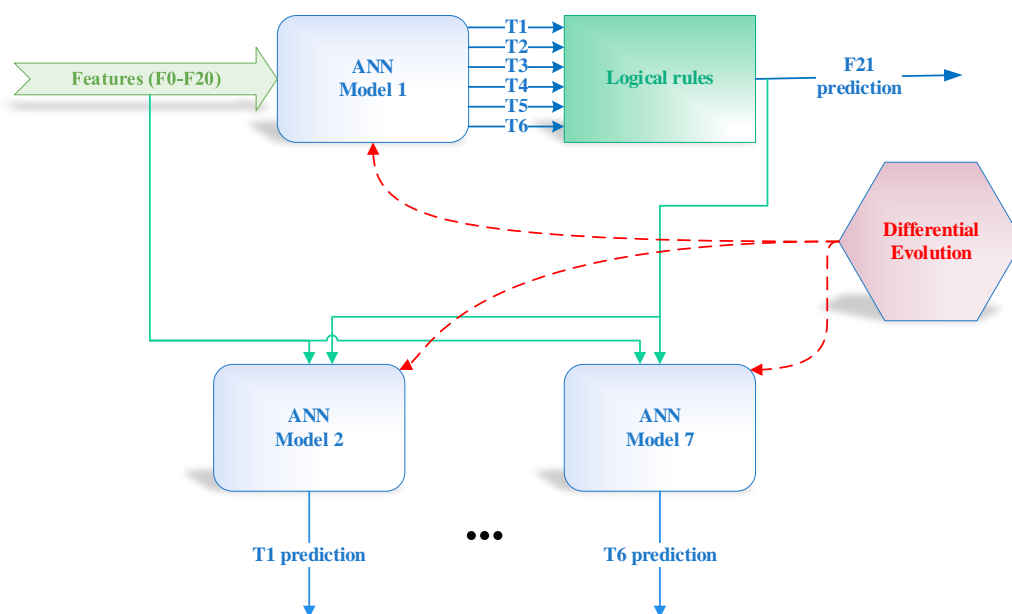 Features (F0-F20)
ANN
Model 1
T1
T2
T3
T4
T5
T6
Logical rules
F21
prediction
Differential
Evolution
ANN
Model 2
ANN
Model 7
T1 prediction
•••
T6 prediction